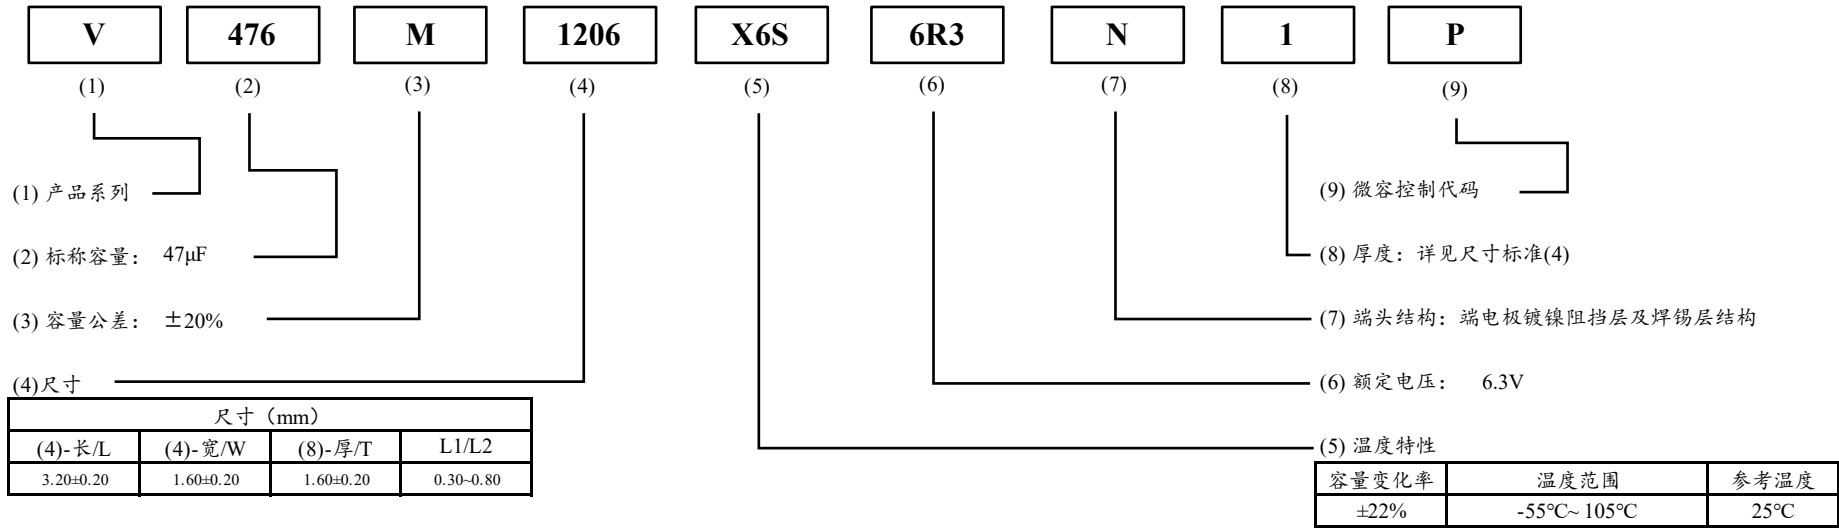 V 476 M 1206 X6S 6R3 N 1 P
(1) (2) (3) (4) (5) (6) (7) (8) (9)
(1) 产品系列
(9) 微容控制代码
(2) 标称容量： 47μF
(8) 厚度：详见尺寸标准(4)
(3) 容量公差： ±20%
(7) 端头结构：端电极镀镍阻挡层及焊锡层结构
(4)尺寸
(6) 额定电压： 6.3V
尺寸（mm）
(4)-长/L (4)-宽/W (8)-厚/T L1/L2
3.20±0.20 1.60±0.20 1.60±0.20 0.30~0.80
(5) 温度特性
容量变化率 温度范围 参考温度
±22% -55℃~ 105℃ 25℃